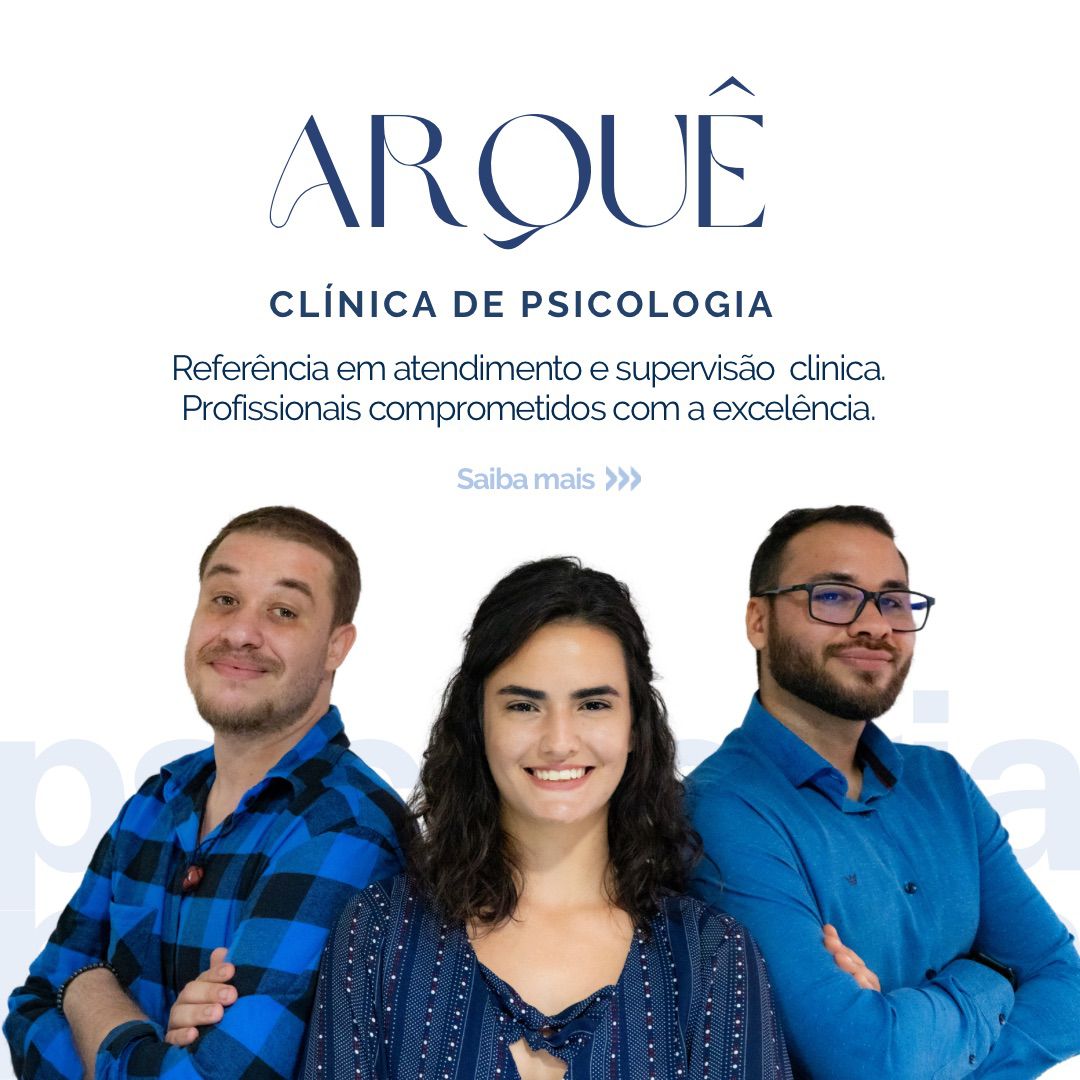 ARQUÊ
CLÍNICA DE PSICOLOGIA
Referência em atendimento e supervisão clinica.
Profissionais comprometidos com a excelência.
Saiba mais